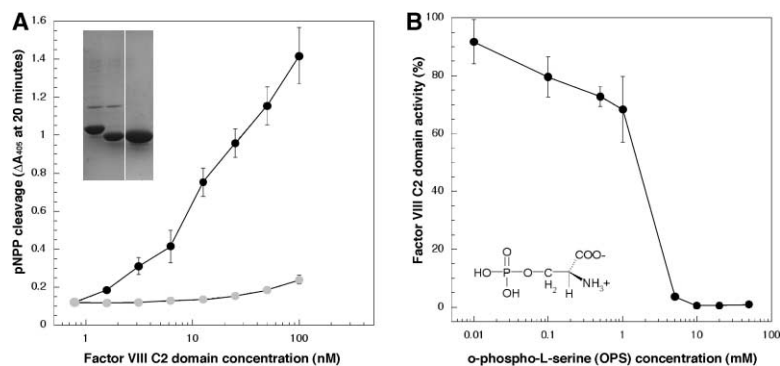 A
1.6
1.4
1.2
1
0.8
0.6
0.4
0.2
0
pNPP cleavage (ΔA₄₀₅ at 20 minutes)
1
10
100
Factor VIII C2 domain concentration (nM)
B
100
80
60
40
20
0
Factor VIII C2 domain activity (%)
O
HO
P
O
OH
C
H₂
COO-
H
NH₃+
0.01
0.1
1
10
o-phospho-L-serine (OPS) concentration (mM)